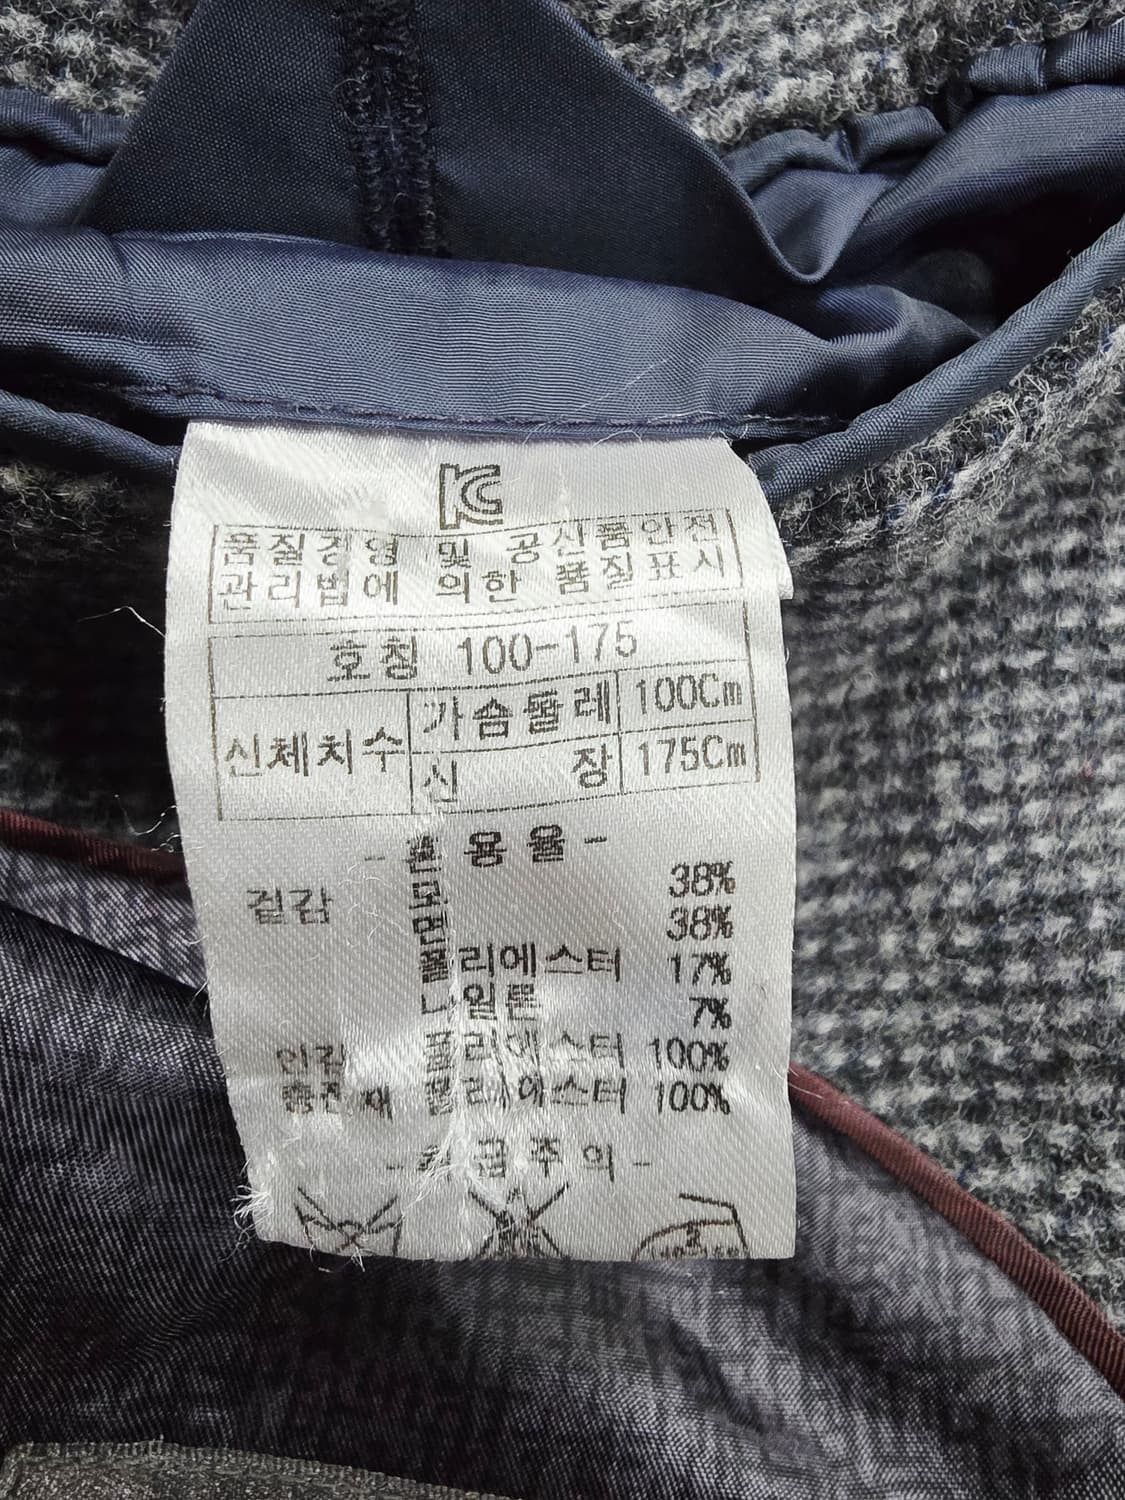 KC
품질경영 및 공산품안전
관리법에 의한 품질표시
호칭 100-175
신체치수 가슴둘레 100Cm
신 장 175Cm
- 혼 용 율 -
겉감 모 38%
면 38%
폴리에스터 17%
나일론 7%
안감 폴리에스터 100%
충전재 폴리에스터 100%
- 취급주의 -